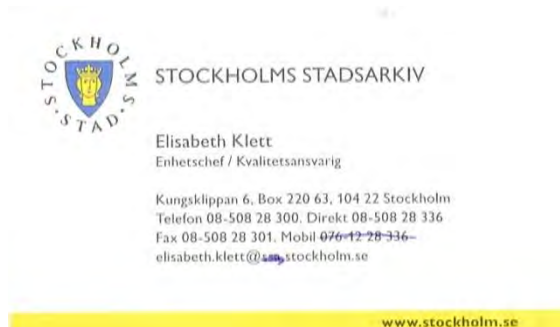 STOCKHOLMS STAD
STOCKHOLMS STADSARKIV
Elisabeth Klett
Enhetschef / Kvalitetsansvarig
Kungsklippan 6, Box 220 63, 104 22 Stockholm
Telefon 08-508 28 300. Direkt 08-508 28 336
Fax 08-508 28 301. Mobil 076-12 28 336
elisabeth.klett@ssa.stockholm.se
www.stockholm.se